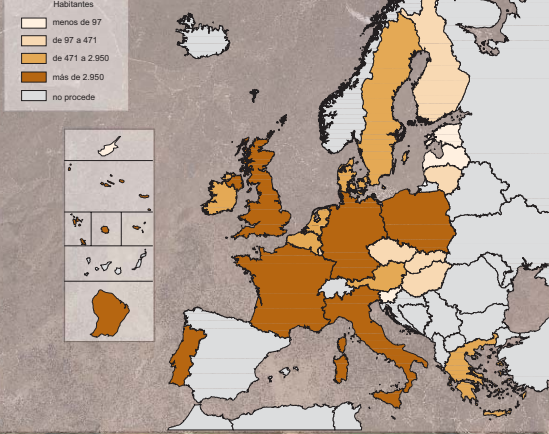 Habitantes
menos de 97
de 97 a 471
de 471 a 2.950
más de 2.950
no procede